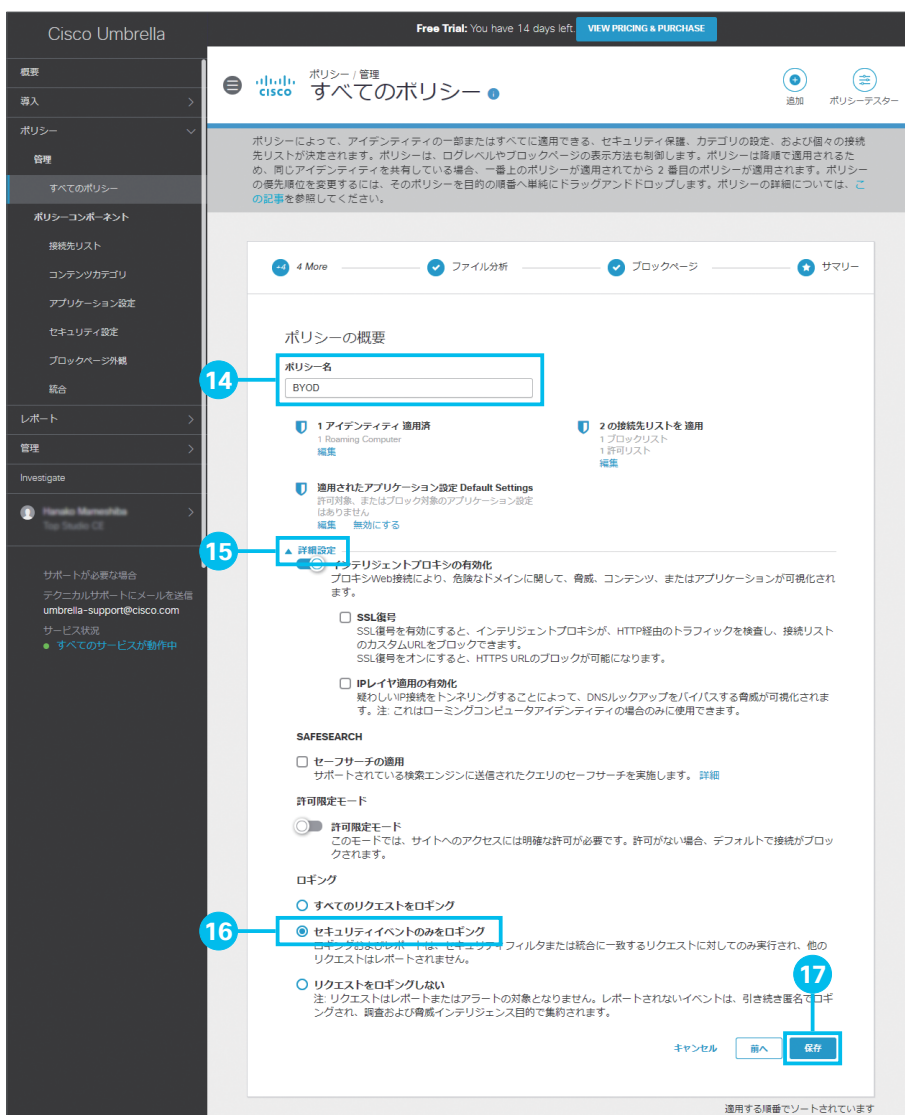 Cisco Umbrella
Free Trial: You have 14 days left. VIEW PRICING & PURCHASE
概要
導入
ポリシー
管理
すべてのポリシー
ポリシーコンポーネント
接続先リスト
コンテンツカテゴリ
アプリケーション設定
セキュリティ設定
ブロックページ外観
統合
レポート
管理
Investigate
サポートが必要な場合
テクニカルサポートにメールを送信
umbrella-support@cisco.com
サービス状況
すべてのサービスが動作中
CISCO
ポリシー / 管理
すべてのポリシー
追加
ポリシーテスター
ポリシーによって、アイデンティティの一部またはすべてに適用できる、セキュリティ保護、カテゴリの設定、および個々の接続
先リストが決定されます。ポリシーは、ログレベルやブロックページの表示方法も制御します。ポリシーは降順で適用されるた
め、同じアイデンティティを共有している場合、一番上のポリシーが適用されてから 2 番目のポリシーが適用されます。ポリシー
の優先順位を変更するには、そのポリシーを目的の順番へ単純にドラッグアンドドロップします。ポリシーの詳細については、こ
の記事を参照してください。
+4 4 More ファイル分析 ブロックページ サマリー
ポリシーの概要
14
ポリシー名
BYOD
1 アイデンティティ 適用済
1 Roaming Computer
編集
2 の接続先リストを 適用
1 ブロックリスト
1 許可リスト
編集
適用されたアプリケーション設定 Default Settings
許可対象、またはブロック対象のアプリケーション設定
はありません
編集 無効にする
15
詳細設定
インテリジェントプロキシの有効化
プロキシWeb接続により、危険なドメインに関して、脅威、コンテンツ、またはアプリケーションが可視化され
ます。
SSL復号
SSL復号を有効にすると、インテリジェントプロキシが、HTTP経由のトラフィックを検査し、接続リスト
のカスタムURLをブロックできます。
SSL復号をオンにすると、HTTPS URLのブロックが可能になります。
IPレイヤ適用の有効化
疑わしいIP接続をトンネリングすることによって、DNSルックアップをバイパスする脅威が可視化されま
す。注: これはローミングコンピュータアイデンティティの場合のみに使用できます。
SAFESEARCH
セーフサーチの適用
サポートされている検索エンジンに送信されたクエリのセーフサーチを実施します。 詳細
許可限定モード
許可限定モード
このモードでは、サイトへのアクセスには明確な許可が必要です。許可がない場合、デフォルトで接続がブロッ
クされます。
ロギング
すべてのリクエストをロギング
16
セキュリティイベントのみをロギング
ロギングおよびレポートは、セキュリティフィルタまたは統合に一致するリクエストに対してのみ実行され、他の
リクエストはレポートされません。
17
リクエストをロギングしない
注: リクエストはレポートまたはアラートの対象となりません。レポートされないイベントは、引き続き匿名でロギ
ングされ、調査および脅威インテリジェンス目的で集約されます。
キャンセル 前へ 保存
適用する順番でソートされています